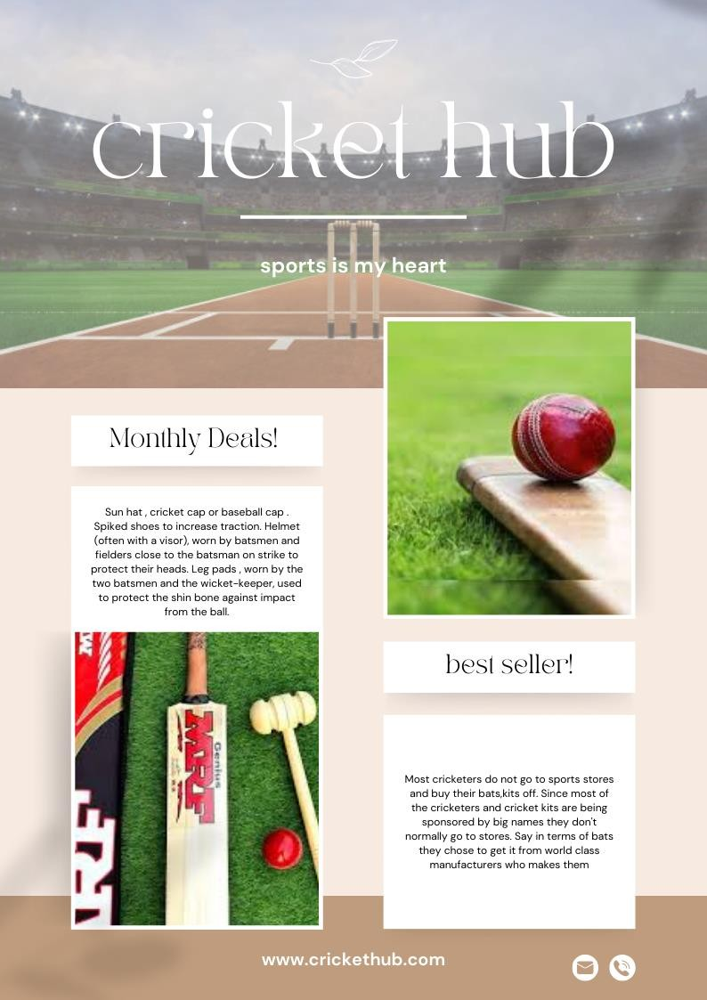 cricket hub
sports is my heart
Monthly Deals!
Sun hat , cricket cap or baseball cap .
Spiked shoes to increase traction. Helmet
(often with a visor), worn by batsmen and
fielders close to the batsman on strike to
protect their heads. Leg pads , worn by the
two batsmen and the wicket-keeper, used
to protect the shin bone against impact
from the ball.
MRF
Genius
best seller!
Most cricketers do not go to sports stores
and buy their bats,kits off. Since most of
the cricketers and cricket kits are being
sponsored by big names they don't
normally go to stores. Say in terms of bats
they chose to get it from world class
manufacturers who makes them
www.crickethub.com